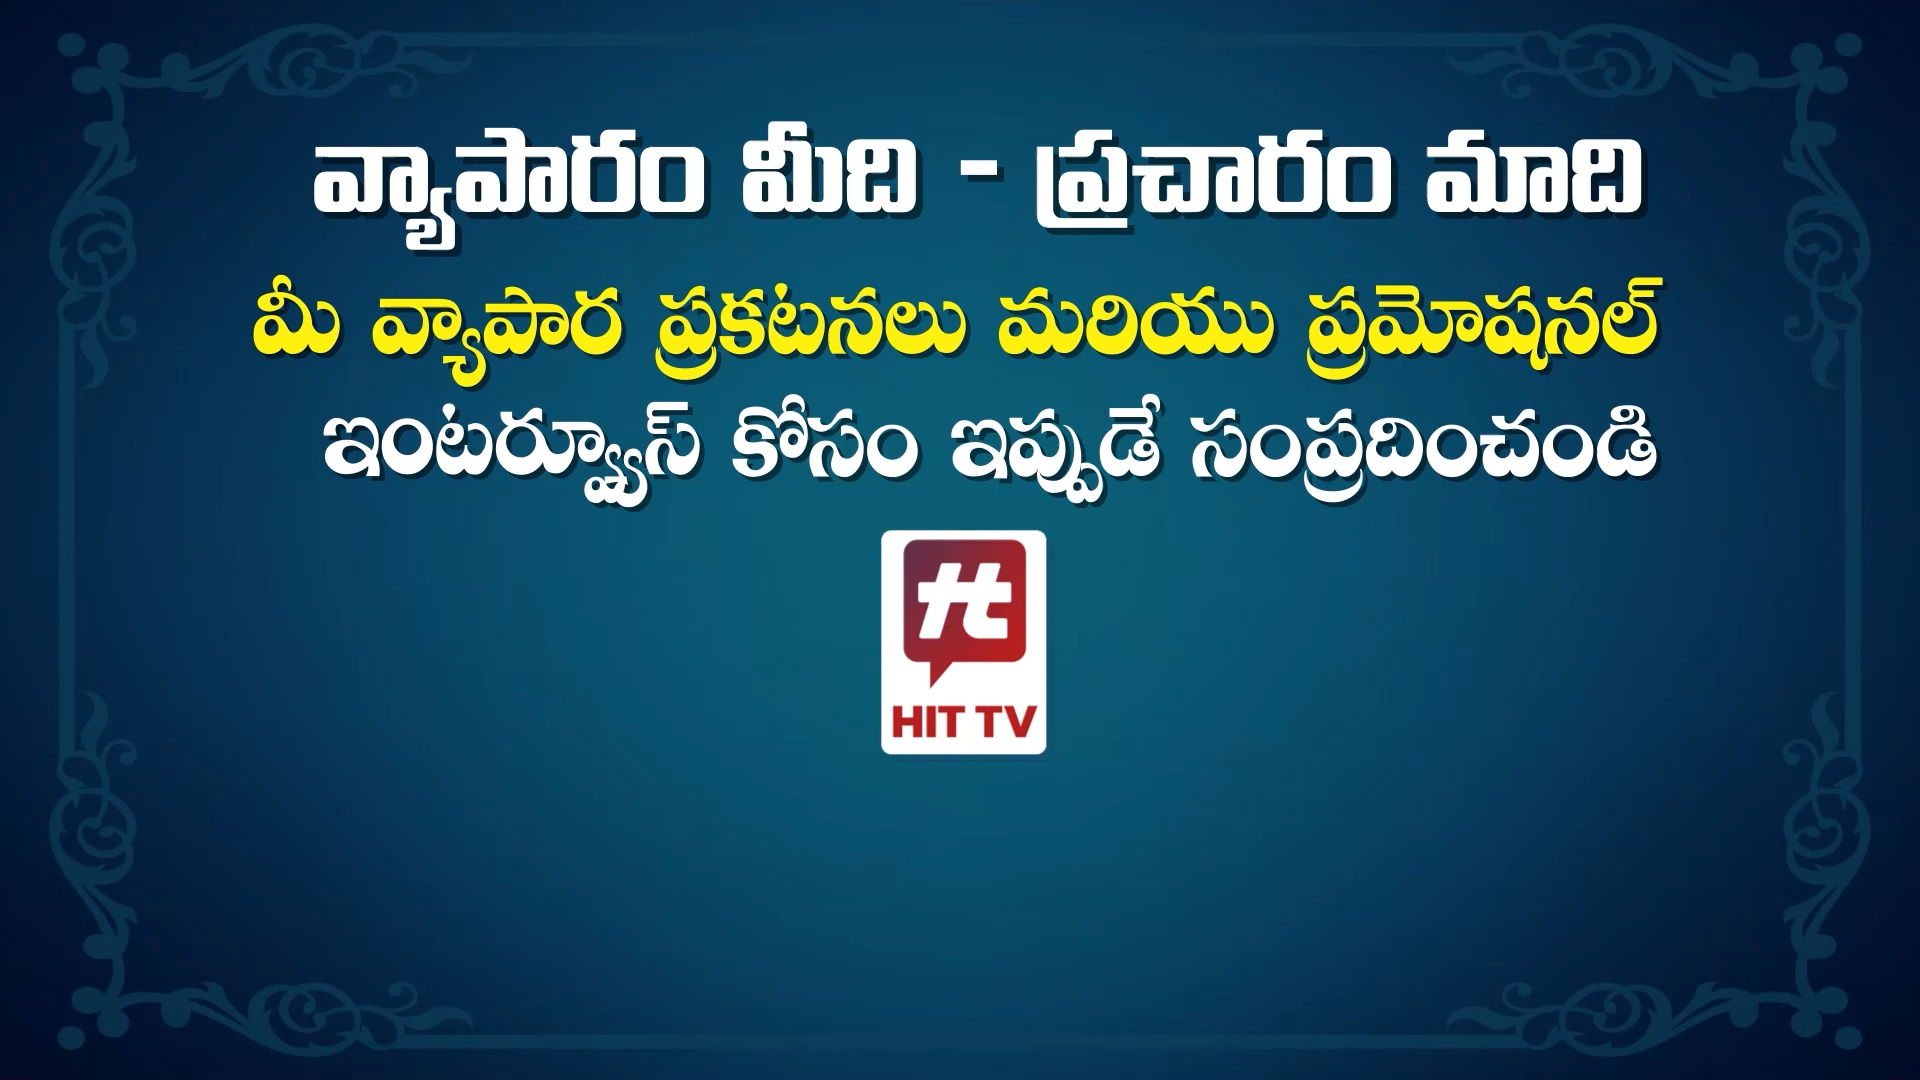 వ్యాపారం మీది - ప్రచారం మాది
మీ వ్యాపార ప్రకటనలు మరియు ప్రమోషనల్
ఇంటర్వ్యూస్ కోసం ఇప్పుడే సంప్రదించండి
HIT TV